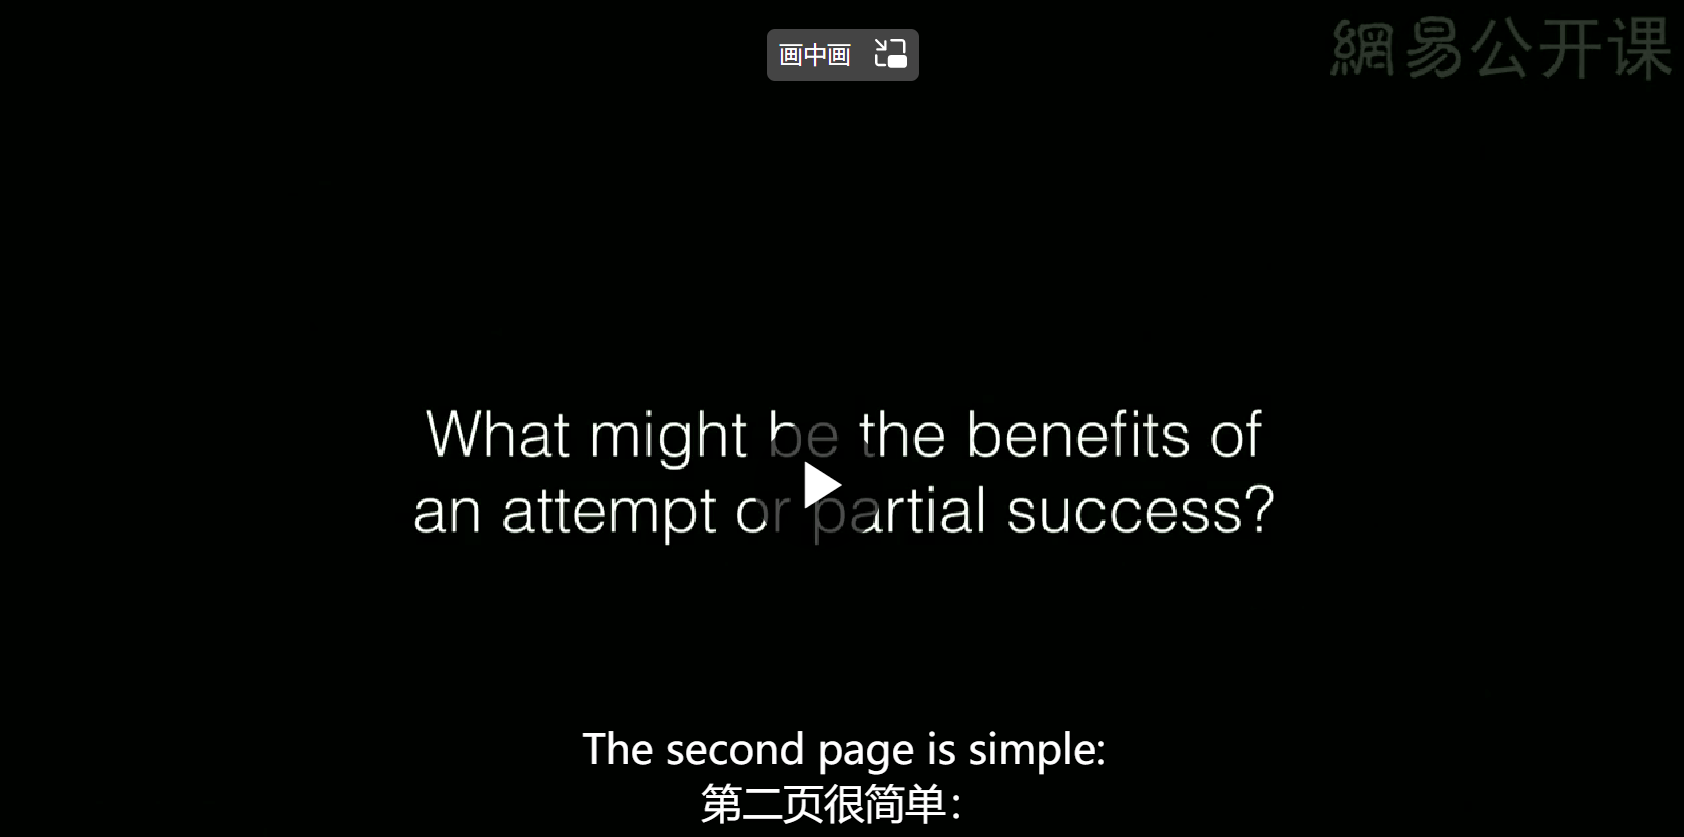 画中画
網易公开课
What might be the benefits of
an attempt or partial success?
The second page is simple:
第二页很简单：